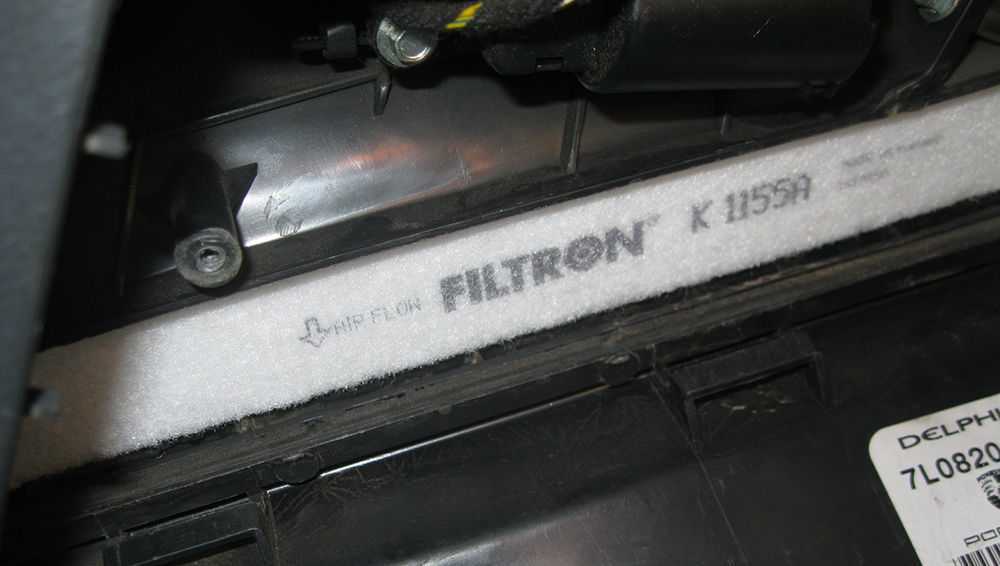 AIR FLOW FILTRON K 1155A
DELPHI
7L0820